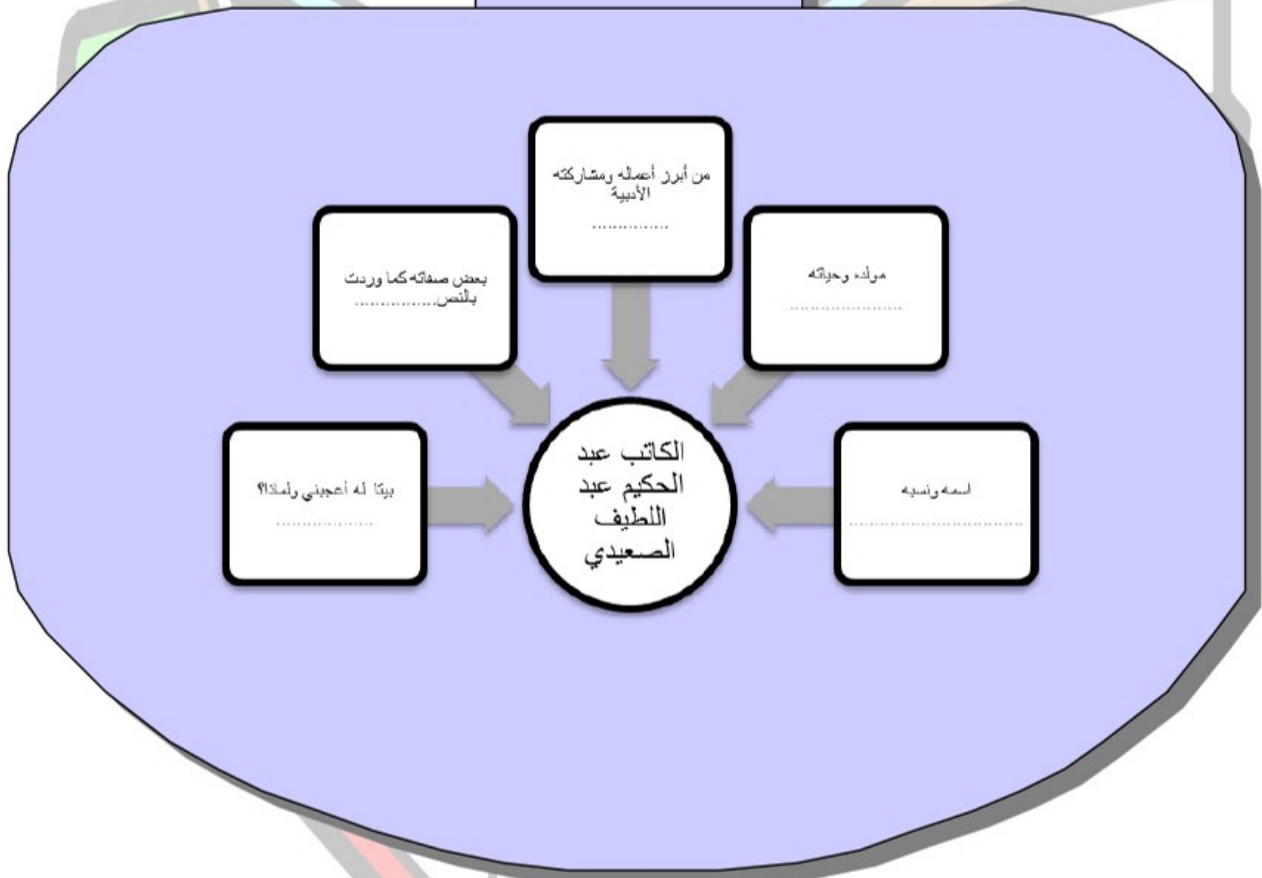 من أبرز أعماله ومشاركته
الأدبية
................
بعض صفاته كما وردت
بالنص.................
مولده وحياته
......................
بيتا له أعجبني ولماذا؟
...................
الكاتب عبد
الحكيم عبد
اللطيف
الصعيدي
اسمه ونسبه
..................................